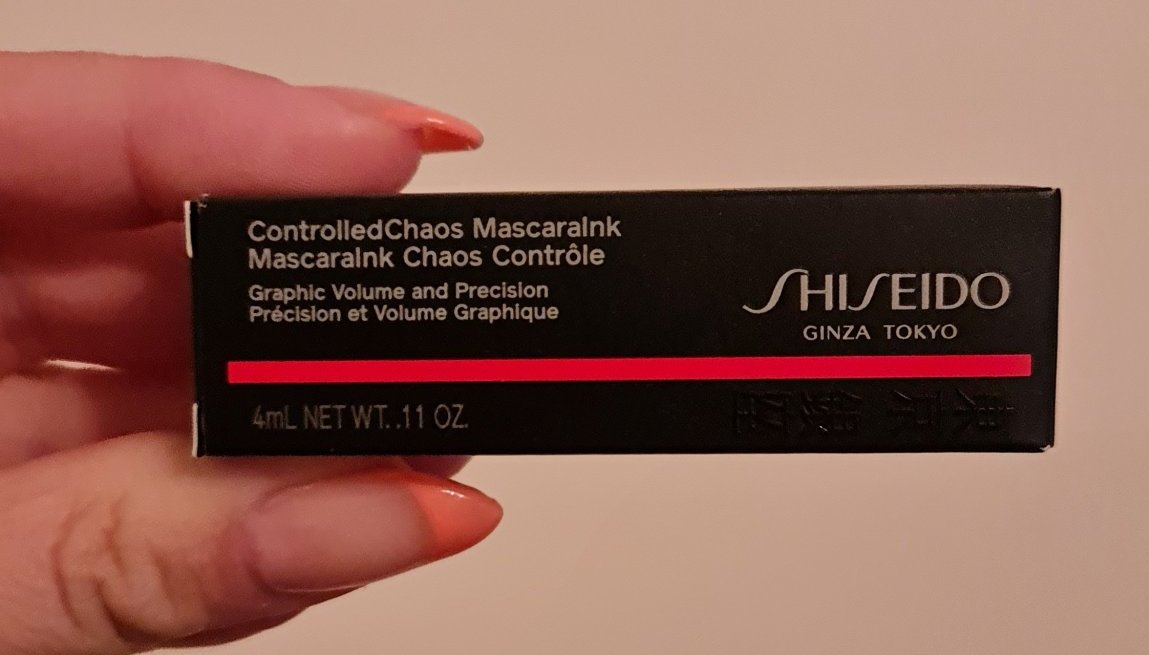 ControlledChaos MascaraInk
MascaraInk Chaos Contrôle
Graphic Volume and Precision
Précision et Volume Graphique
SHISEIDO
GINZA TOKYO
4mL NET WT. .11 OZ.